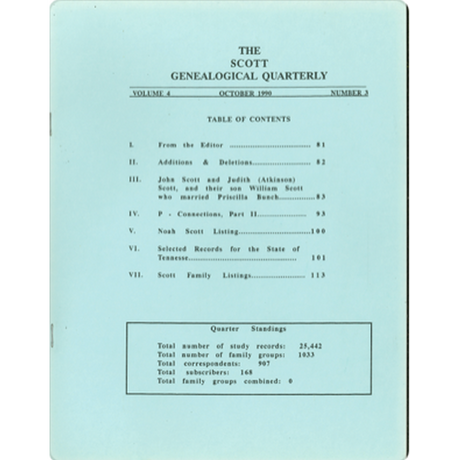 THE
SCOTT
GENEALOGICAL QUARTERLY
VOLUME 4 OCTOBER 1990 NUMBER 3
TABLE OF CONTENTS
I. From the Editor .......................... 81
II. Additions & Deletions...................... 82
III. John Scott and Judith (Atkinson)
Scott, and their son William Scott
who married Priscilla Bunch............83
IV. P - Connections, Part II................ 93
V. Noah Scott Listing.......................100
VI. Selected Records for the State of
Tennesse................................... 101
VII. Scott Family Listings.................. 113
Quarter Standings
Total number of study records: 25,442
Total number of family groups: 1033
Total correspondents: 907
Total subscribers: 168
Total family groups combined: 0